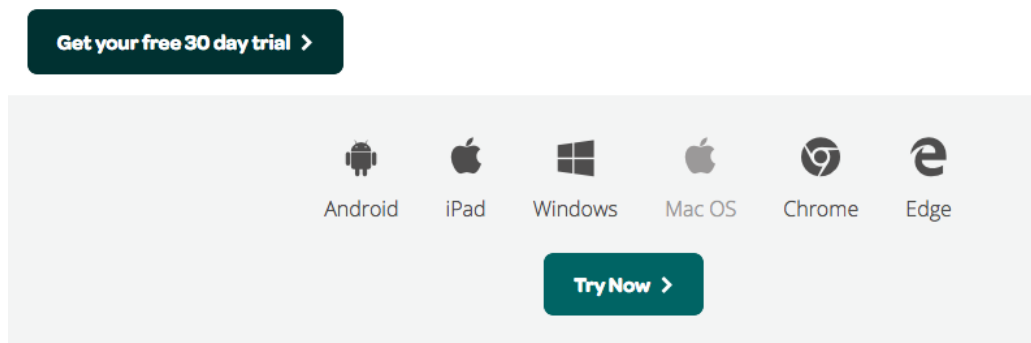 Get your free 30 day trial
Android iPad Windows Mac OS Chrome Edge
Try Now